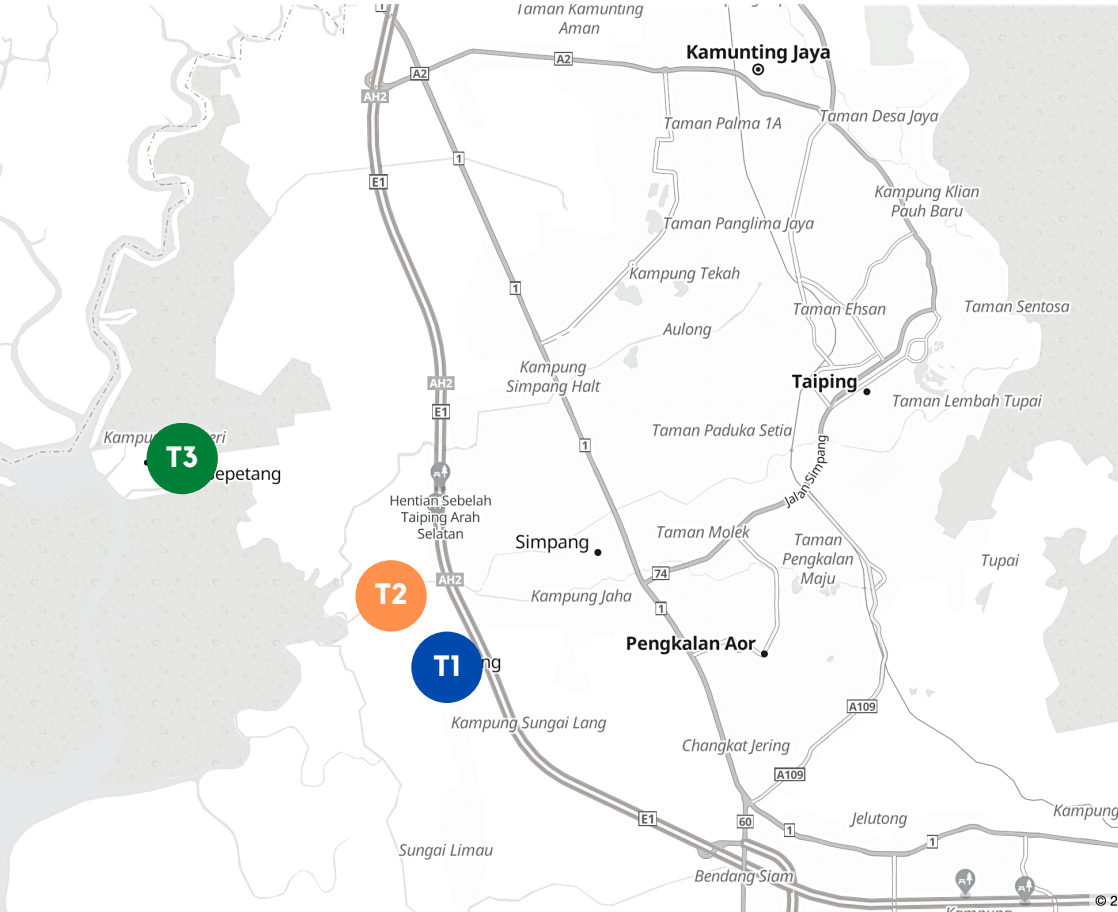 1
Taman Kamunting
Aman
Kamunting Jaya
A2
A2
AH2
Taman Palma 1A
Taman Desa Jaya
1
E1
Kampung Klian
Pauh Baru
Taman Panglima Jaya
Kampung Tekah
1
Taman Ehsan
Taman Sentosa
Aulong
Kampung
Simpang Halt
AH2
Taiping
Taman Lembah Tupai
E1
Taman Paduka Setia
1
T3
epetang
Jalan Simpang
Hentian Sebelah
Taiping Arah
Selatan
Simpang
Taman Molek
Taman
Pengkalan
Maju
Tupai
74
AH2
T2
Kampung Jaha
1
Pengkalan Aor
T1
ng
A109
Kampung Sungai Lang
Changkat Jering
A109
E1
60
1
Jelutong
Kampung
1
Sungai Limau
Bendang Siam
© 2